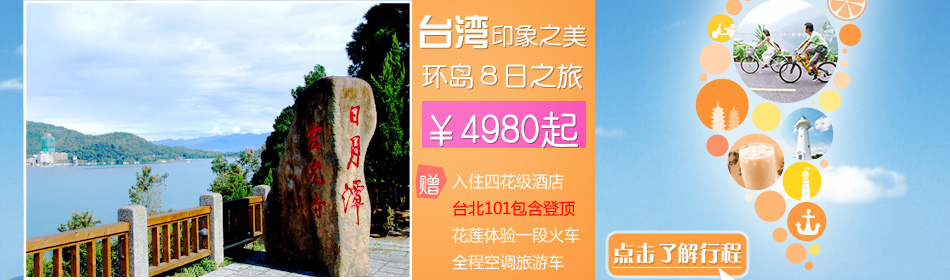 日月潭
台湾印象之美
环岛8日之旅
￥4980起
赠
入住四花级酒店
台北101包含登顶
花莲体验一段火车
全程空调旅游车
点击了解行程